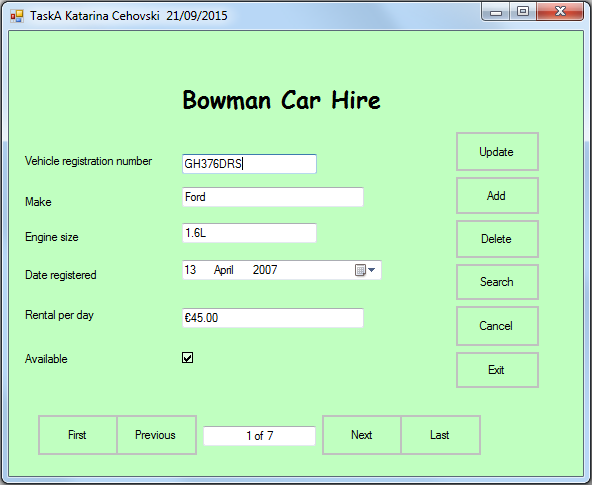 TaskA Katarina Cehovski 21/09/2015
Bowman Car Hire
Vehicle registration number GH376DRS
Update
Make Ford
Add
Engine size 1.6L
Delete
Date registered 13 April 2007
Search
Rental per day €45.00
Cancel
Available
Exit
First Previous 1 of 7 Next Last